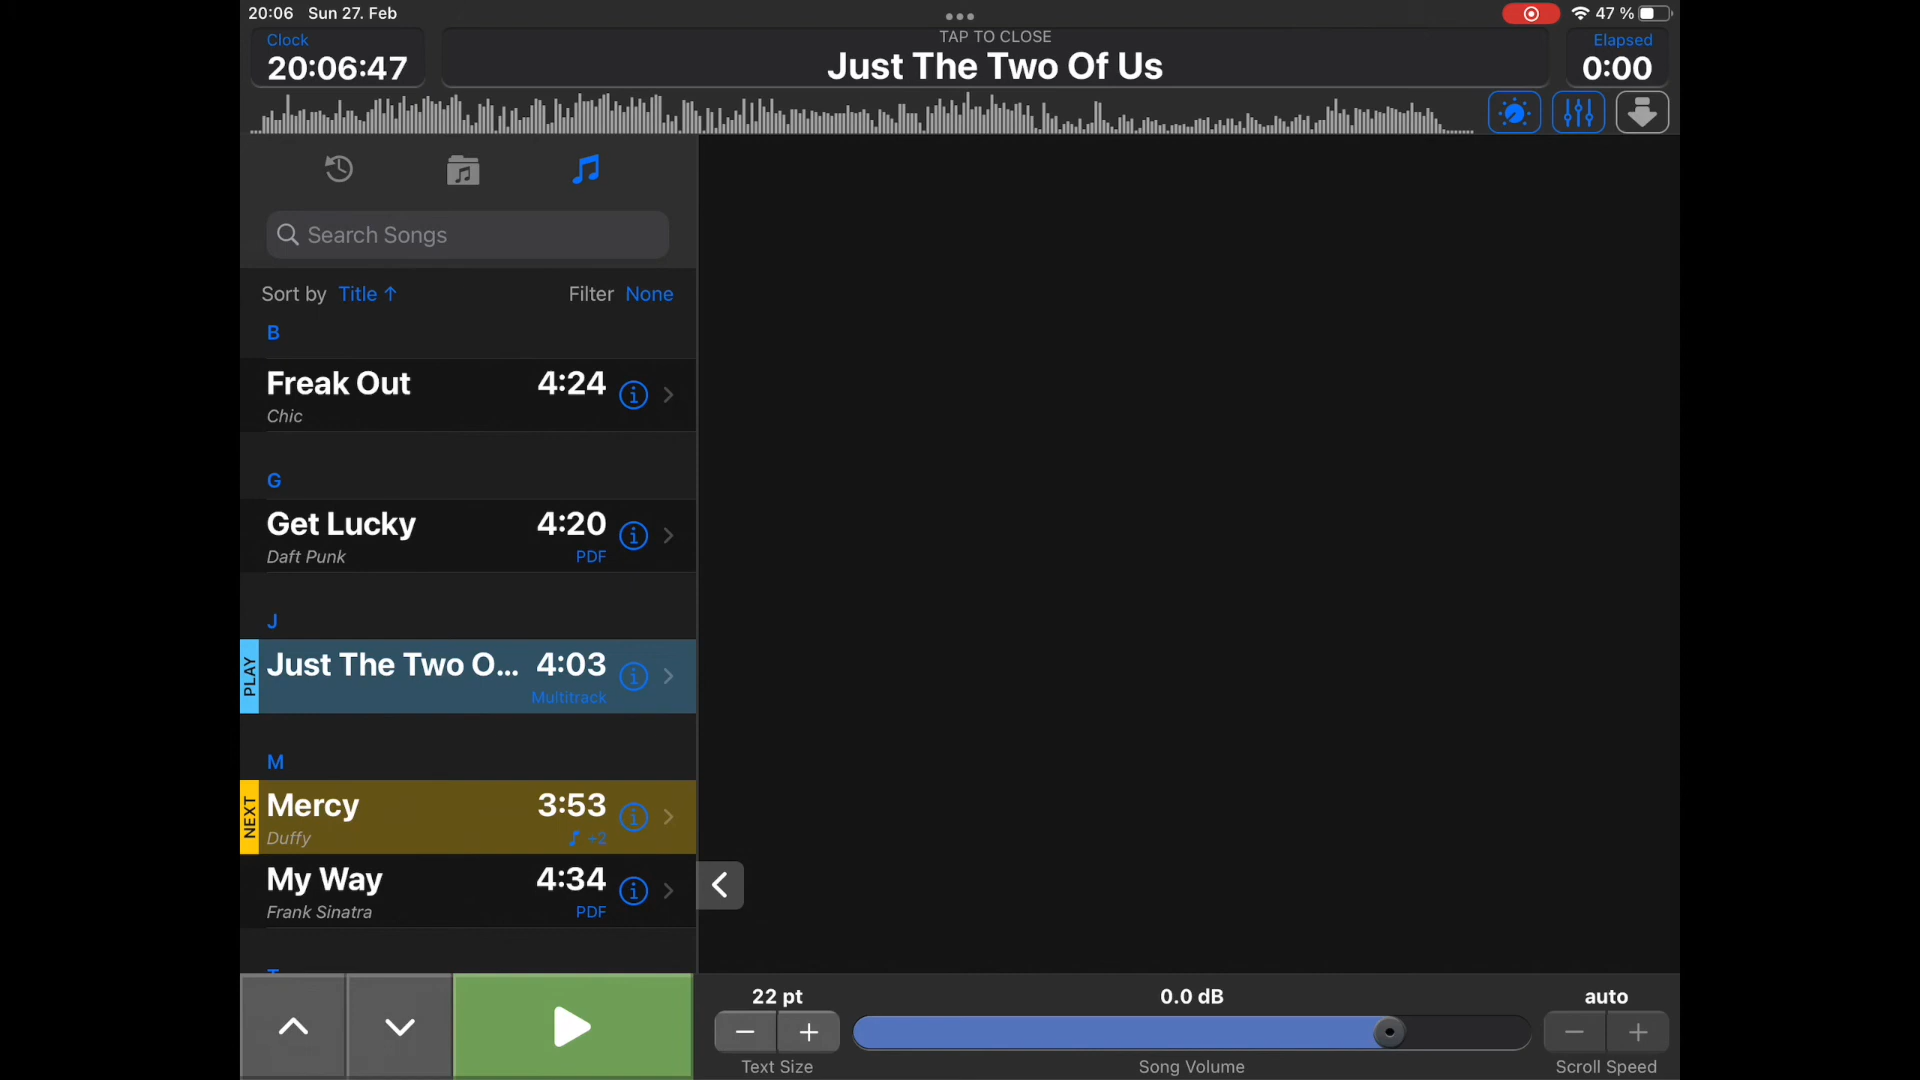 20:06 Sun 27. Feb
47 %
Clock
20:06:47
TAP TO CLOSE
Just The Two Of Us
Elapsed
0:00
Search Songs
Sort by Title ↑
Filter None
B
Freak Out 4:24
Chic
G
Get Lucky 4:20
Daft Punk PDF
J
PLAY
Just The Two O... 4:03
Multitrack
M
NEXT
Mercy 3:53
Duffy +2
My Way 4:34
Frank Sinatra PDF
22 pt
Text Size
0.0 dB
Song Volume
auto
Scroll Speed